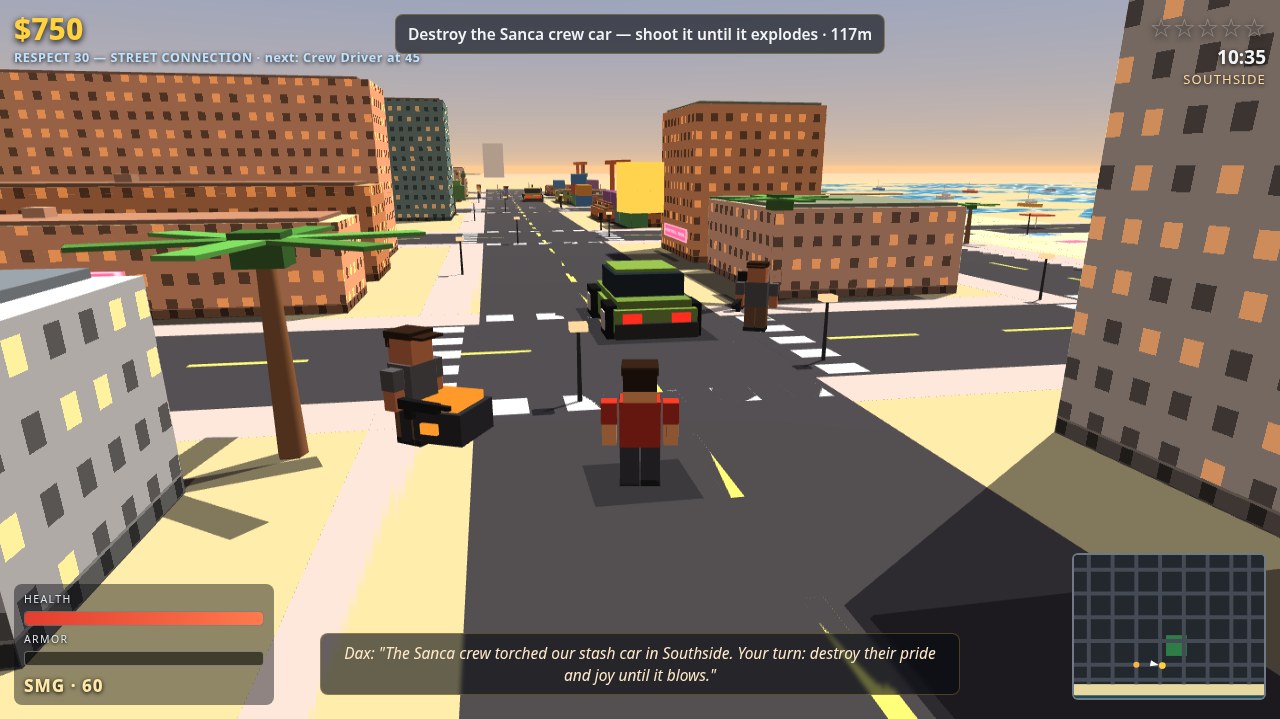 $750
RESPECT 30 — STREET CONNECTION · next: Crew Driver at 45
Destroy the Sanca crew car — shoot it until it explodes · 117m
☆☆☆☆☆
10:35
SOUTHSIDE
HEALTH
ARMOR
SMG · 60
Dax: "The Sanca crew torched our stash car in Southside. Your turn: destroy their pride
and joy until it blows."